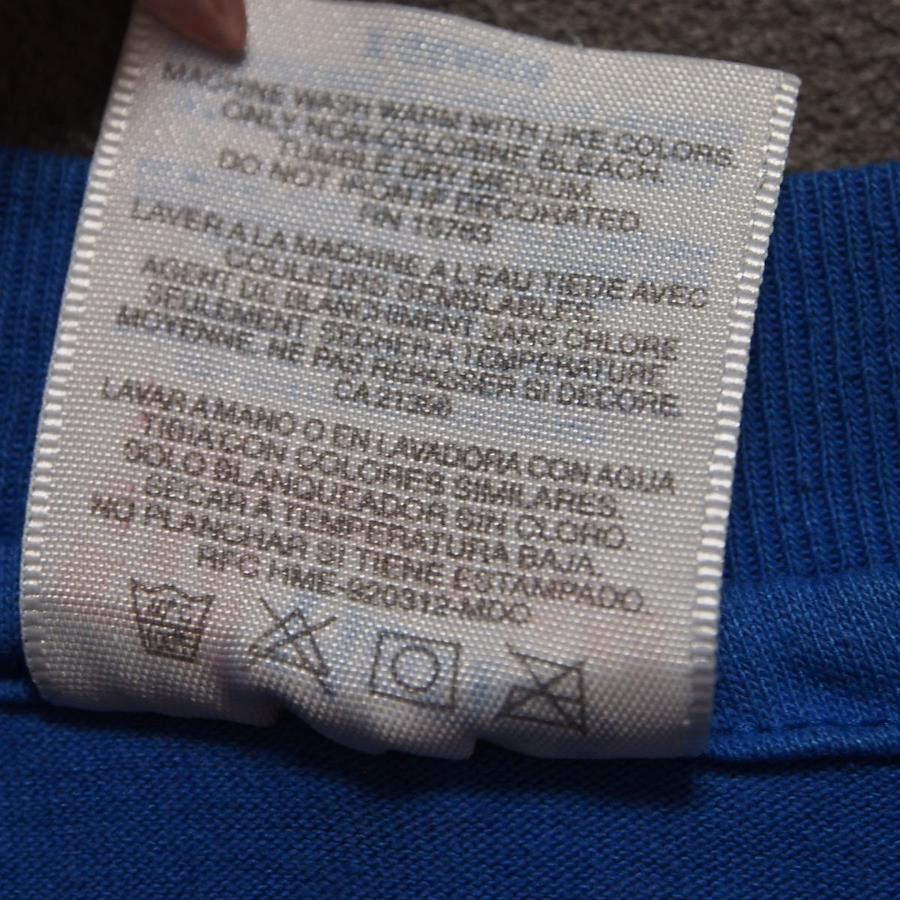 MACHINE WASH WARM WITH LIKE COLORS
ONLY NON-CHLORINE BLEACH.
TUMBLE DRY MEDIUM.
DO NOT IRON IF DECORATED.
RN 15763
LAVER A LA MACHINE A L'EAU TIEDE AVEC
COULEURS SEMBLABLES.
AGENT DE BLANCHIMENT SANS CHLORE
SEULEMENT SECHER A TEMPERATURE
MOYENNE. NE PAS REPASSER SI DECORE.
CA 21356
LAVAR A MANO O EN LAVADORA CON AGUA
TIBIA CON COLORES SIMILARES.
SOLO BLANQUEADOR SIN CLORO.
SECAR A TEMPERATURA BAJA.
NO PLANCHAR SI TIENE ESTAMPADO.
RFC HME-920312-MDO
40°C